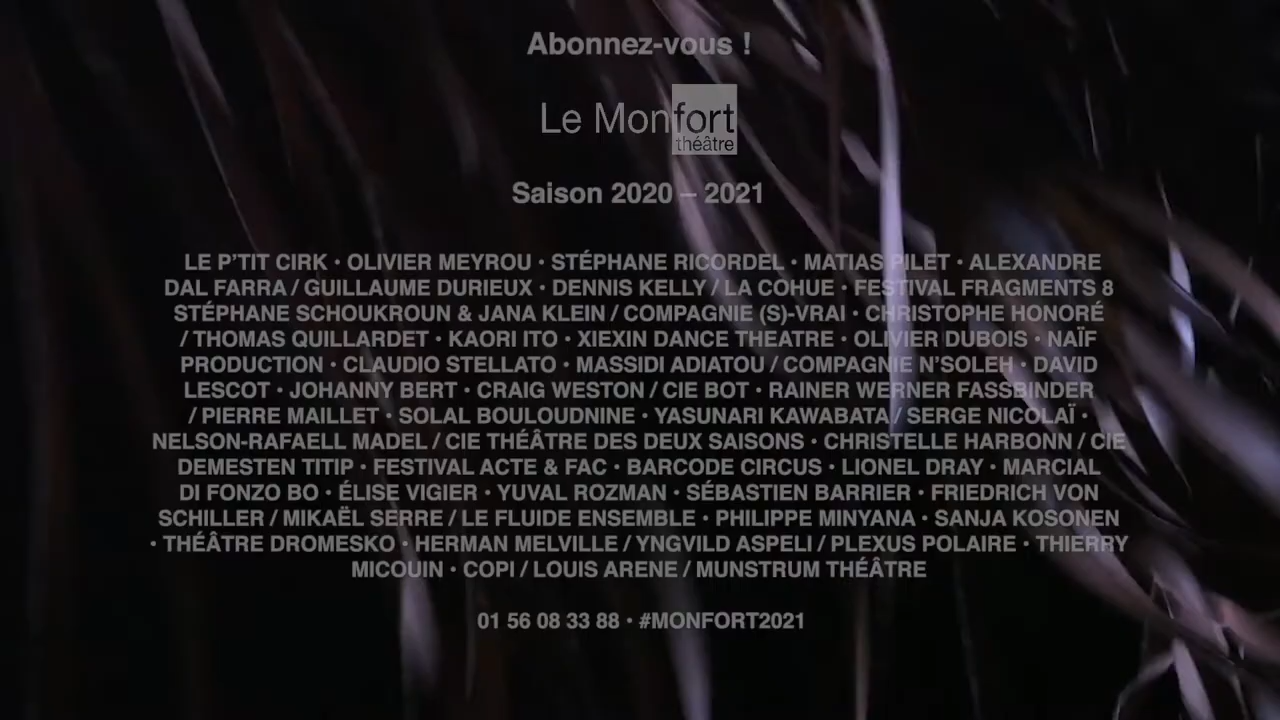 Abonnez-vous !
Le Monfort
théâtre
Saison 2020 – 2021
LE P’TIT CIRK • OLIVIER MEYROU • STÉPHANE RICORDEL • MATIAS PILET • ALEXANDRE
DAL FARRA / GUILLAUME DURIEUX • DENNIS KELLY / LA COHUE • FESTIVAL FRAGMENTS 8
STÉPHANE SCHOUKROUN & JANA KLEIN / COMPAGNIE (S)-VRAI • CHRISTOPHE HONORÉ
/ THOMAS QUILLARDET • KAORI ITO • XIEXIN DANCE THEATRE • OLIVIER DUBOIS • NAÏF
PRODUCTION • CLAUDIO STELLATO • MASSIDI ADIATOU / COMPAGNIE N’SOLEH • DAVID
LESCOT • JOHANNY BERT • CRAIG WESTON / CIE BOT • RAINER WERNER FASSBINDER
/ PIERRE MAILLET • SOLAL BOULOUDNINE • YASUNARI KAWABATA / SERGE NICOLAÏ •
NELSON-RAFAELL MADEL / CIE THÉÂTRE DES DEUX SAISONS • CHRISTELLE HARBONN / CIE
DEMESTEN TITIP • FESTIVAL ACTE & FAC • BARCODE CIRCUS • LIONEL DRAY • MARCIAL
DI FONZO BO • ÉLISE VIGIER • YUVAL ROZMAN • SÉBASTIEN BARRIER • FRIEDRICH VON
SCHILLER / MIKAËL SERRE / LE FLUIDE ENSEMBLE • PHILIPPE MINYANA • SANJA KOSONEN
• THÉÂTRE DROMESKO • HERMAN MELVILLE / YNGVILD ASPELI / PLEXUS POLAIRE • THIERRY
MICOUIN • COPI / LOUIS ARENE / MUNSTRUM THÉÂTRE
01 56 08 33 88 • #MONFORT2021